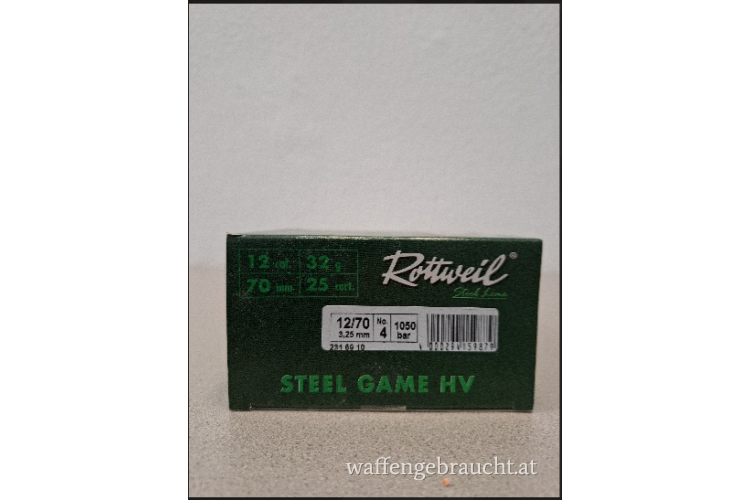 12 cal. 32 g
70 mm 25 cart.
Rottweil ®
Steel Line
12/70 No. 1050
3,25 mm 4 bar
231 69 10
STEEL GAME HV
waffengebraucht.at